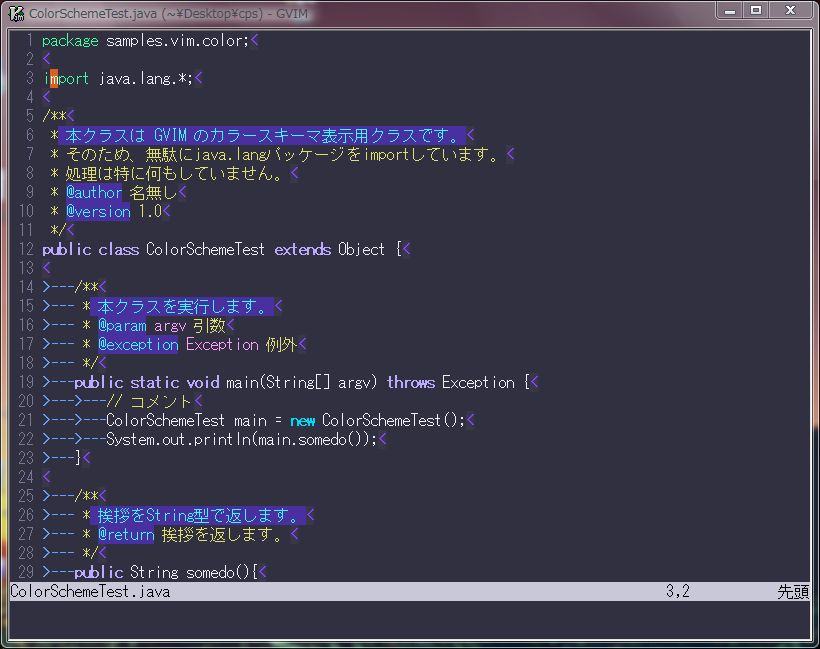 ColorSchemeTest.java (~¥Desktop¥cps) - GVIM
1 package samples.vim.color;<
2 <
3 import java.lang.*;<
4 <
5 /**<
6  * 本クラスは GVIM のカラースキーマ表示用クラスです。<
7  * そのため、無駄にjava.langパッケージをimportしています。<
8  * 処理は特に何もしていません。<
9  * @author 名無し<
10  * @version 1.0<
11  */<
12 public class ColorSchemeTest extends Object {<
13 <
14 >---/**<
15 >--- * 本クラスを実行します。<
16 >--- * @param argv 引数<
17 >--- * @exception Exception 例外<
18 >--- */<
19 >---public static void main(String[] argv) throws Exception {<
20 >--->---// コメント<
21 >--->---ColorSchemeTest main = new ColorSchemeTest();<
22 >--->---System.out.println(main.somedo());<
23 >---}<
24 <
25 >---/**<
26 >--- * 挨拶をString型で返します。<
27 >--- * @return 挨拶を返します。<
28 >--- */<
29 >---public String somedo(){<
ColorSchemeTest.java 3,2 先頭